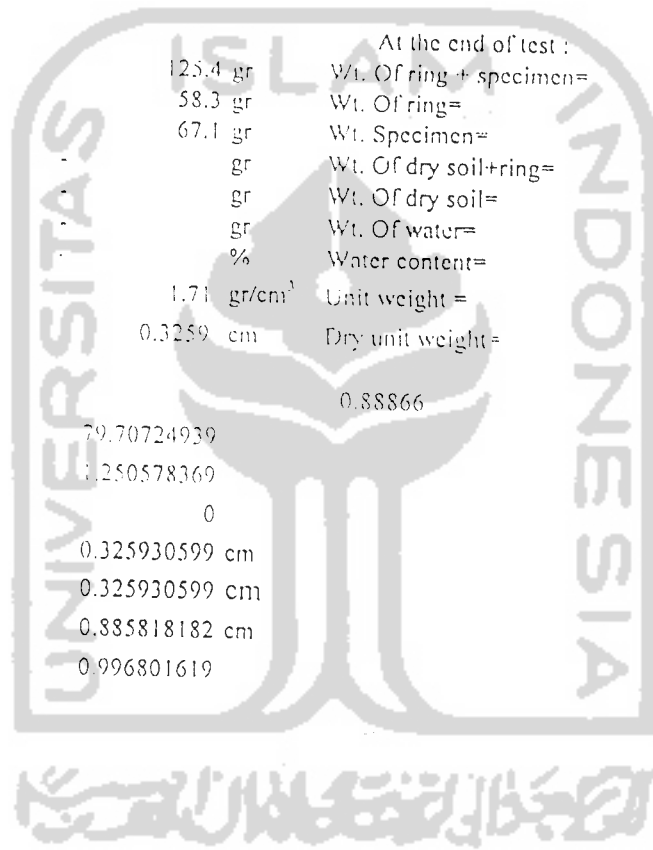 ISLAM
UNIVERSITAS
INDONESIA
At the end of test :
125.4 gr Wt. Of ring + specimen=
58.3 gr Wt. Of ring=
67.1 gr Wt. Specimen=
- gr Wt. Of dry soil+ring=
- gr Wt. Of dry soil=
- gr Wt. Of water=
% Water content=
1.71 gr/cm³ Unit weight =
0.3259 cm Dry unit weight=
0.88866
79.70724939
1.250578369
0
0.325930599 cm
0.325930599 cm
0.885818182 cm
0.996801619